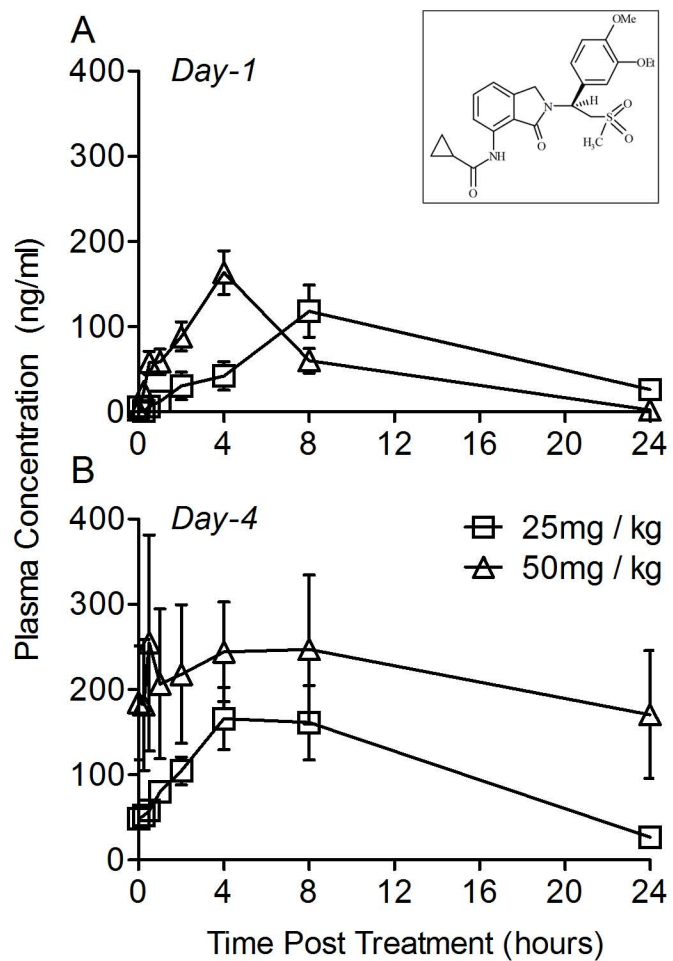 A
Day-1
400
300
200
100
0
0 4 8 12 16 20 24
OMe
OEt
H
N
O
S
O
O
H₃C
NH
O
B
Day-4
25mg / kg
50mg / kg
400
300
200
100
0
0 4 8 12 16 20 24
Plasma Concentration (ng/ml)
Time Post Treatment (hours)